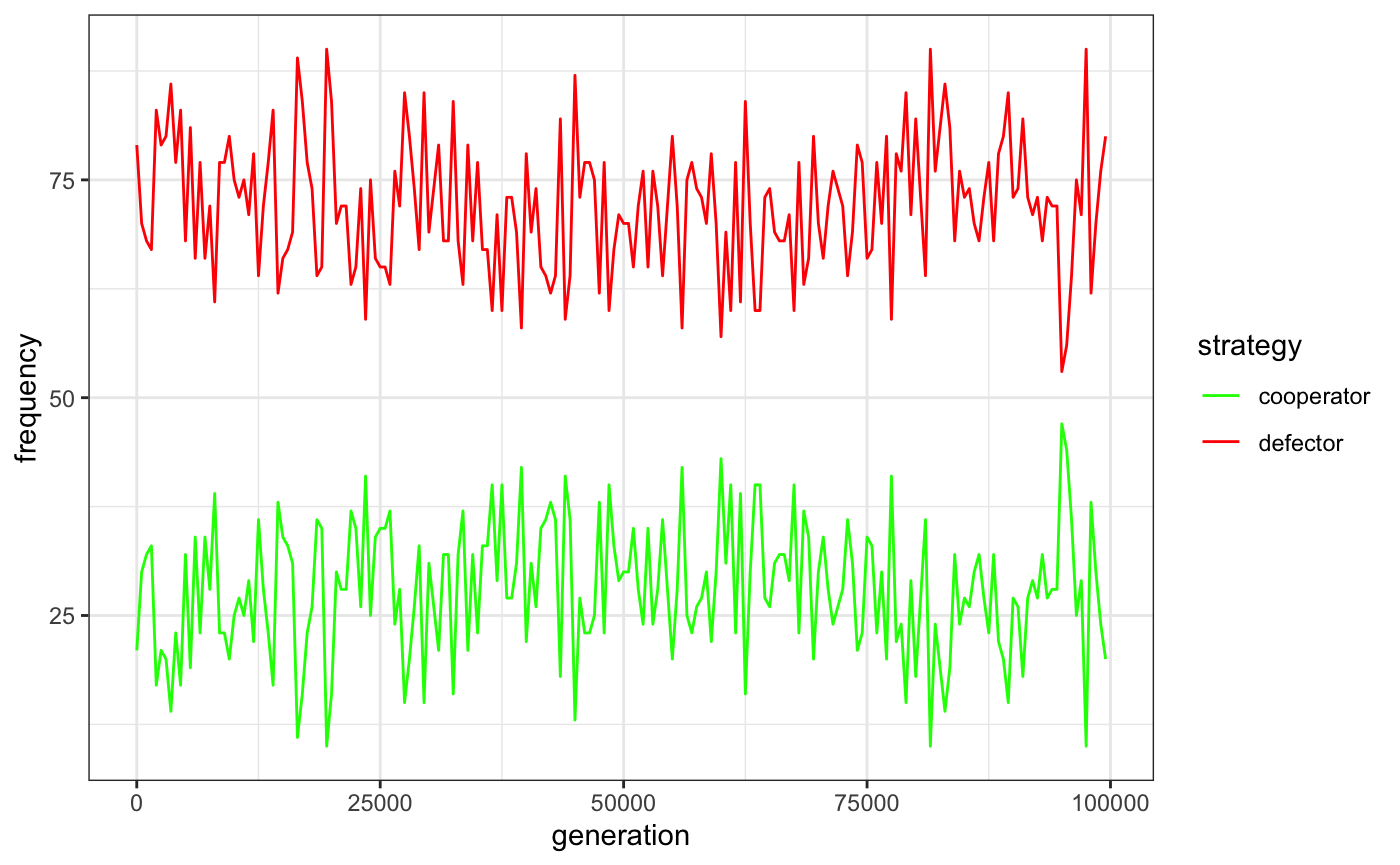 frequency
75
50
25
0
25000
50000
75000
100000
generation
strategy
cooperator
defector